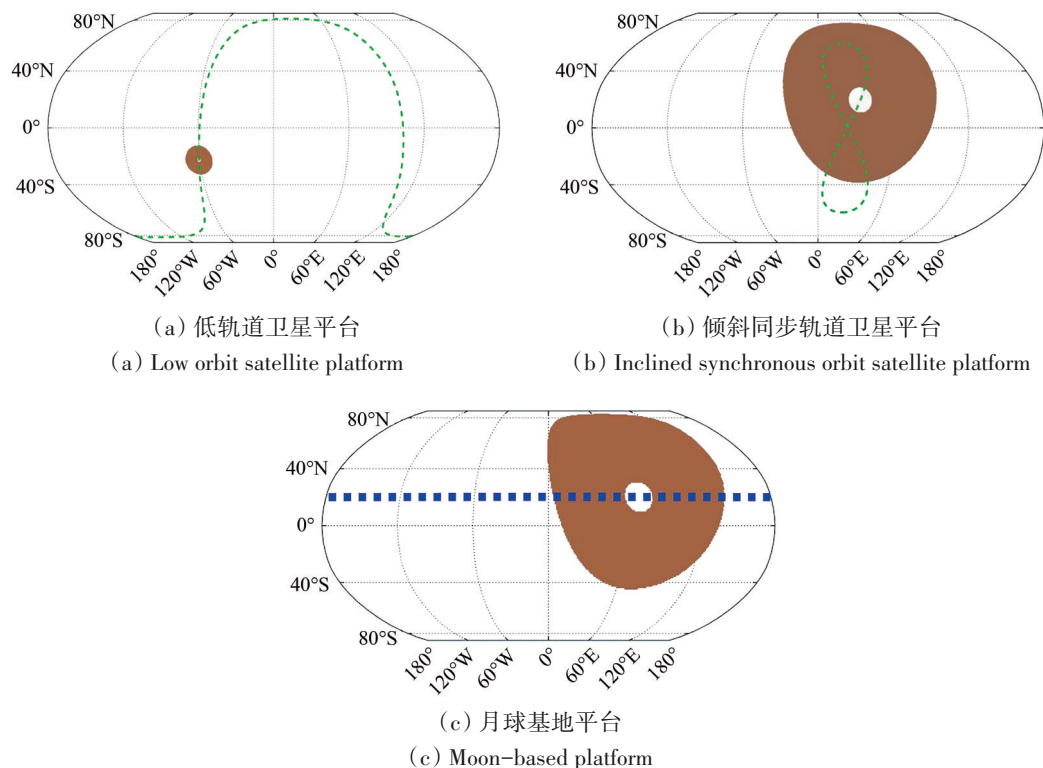 80°N
40°N
0°
40°S
80°S
180° 120°W 60°W 0° 60°E 120°E 180°
(a) 低轨道卫星平台
(a) Low orbit satellite platform
80°N
40°N
0°
40°S
80°S
0° 60°E 120°E 180°
(b) 倾斜同步轨道卫星平台
(b) Inclined synchronous orbit satellite platform
80°N
40°N
0°
40°S
80°S
180° 120°W 60°W 0° 60°E 120°E 180°
(c) 月球基地平台
(c) Moon-based platform